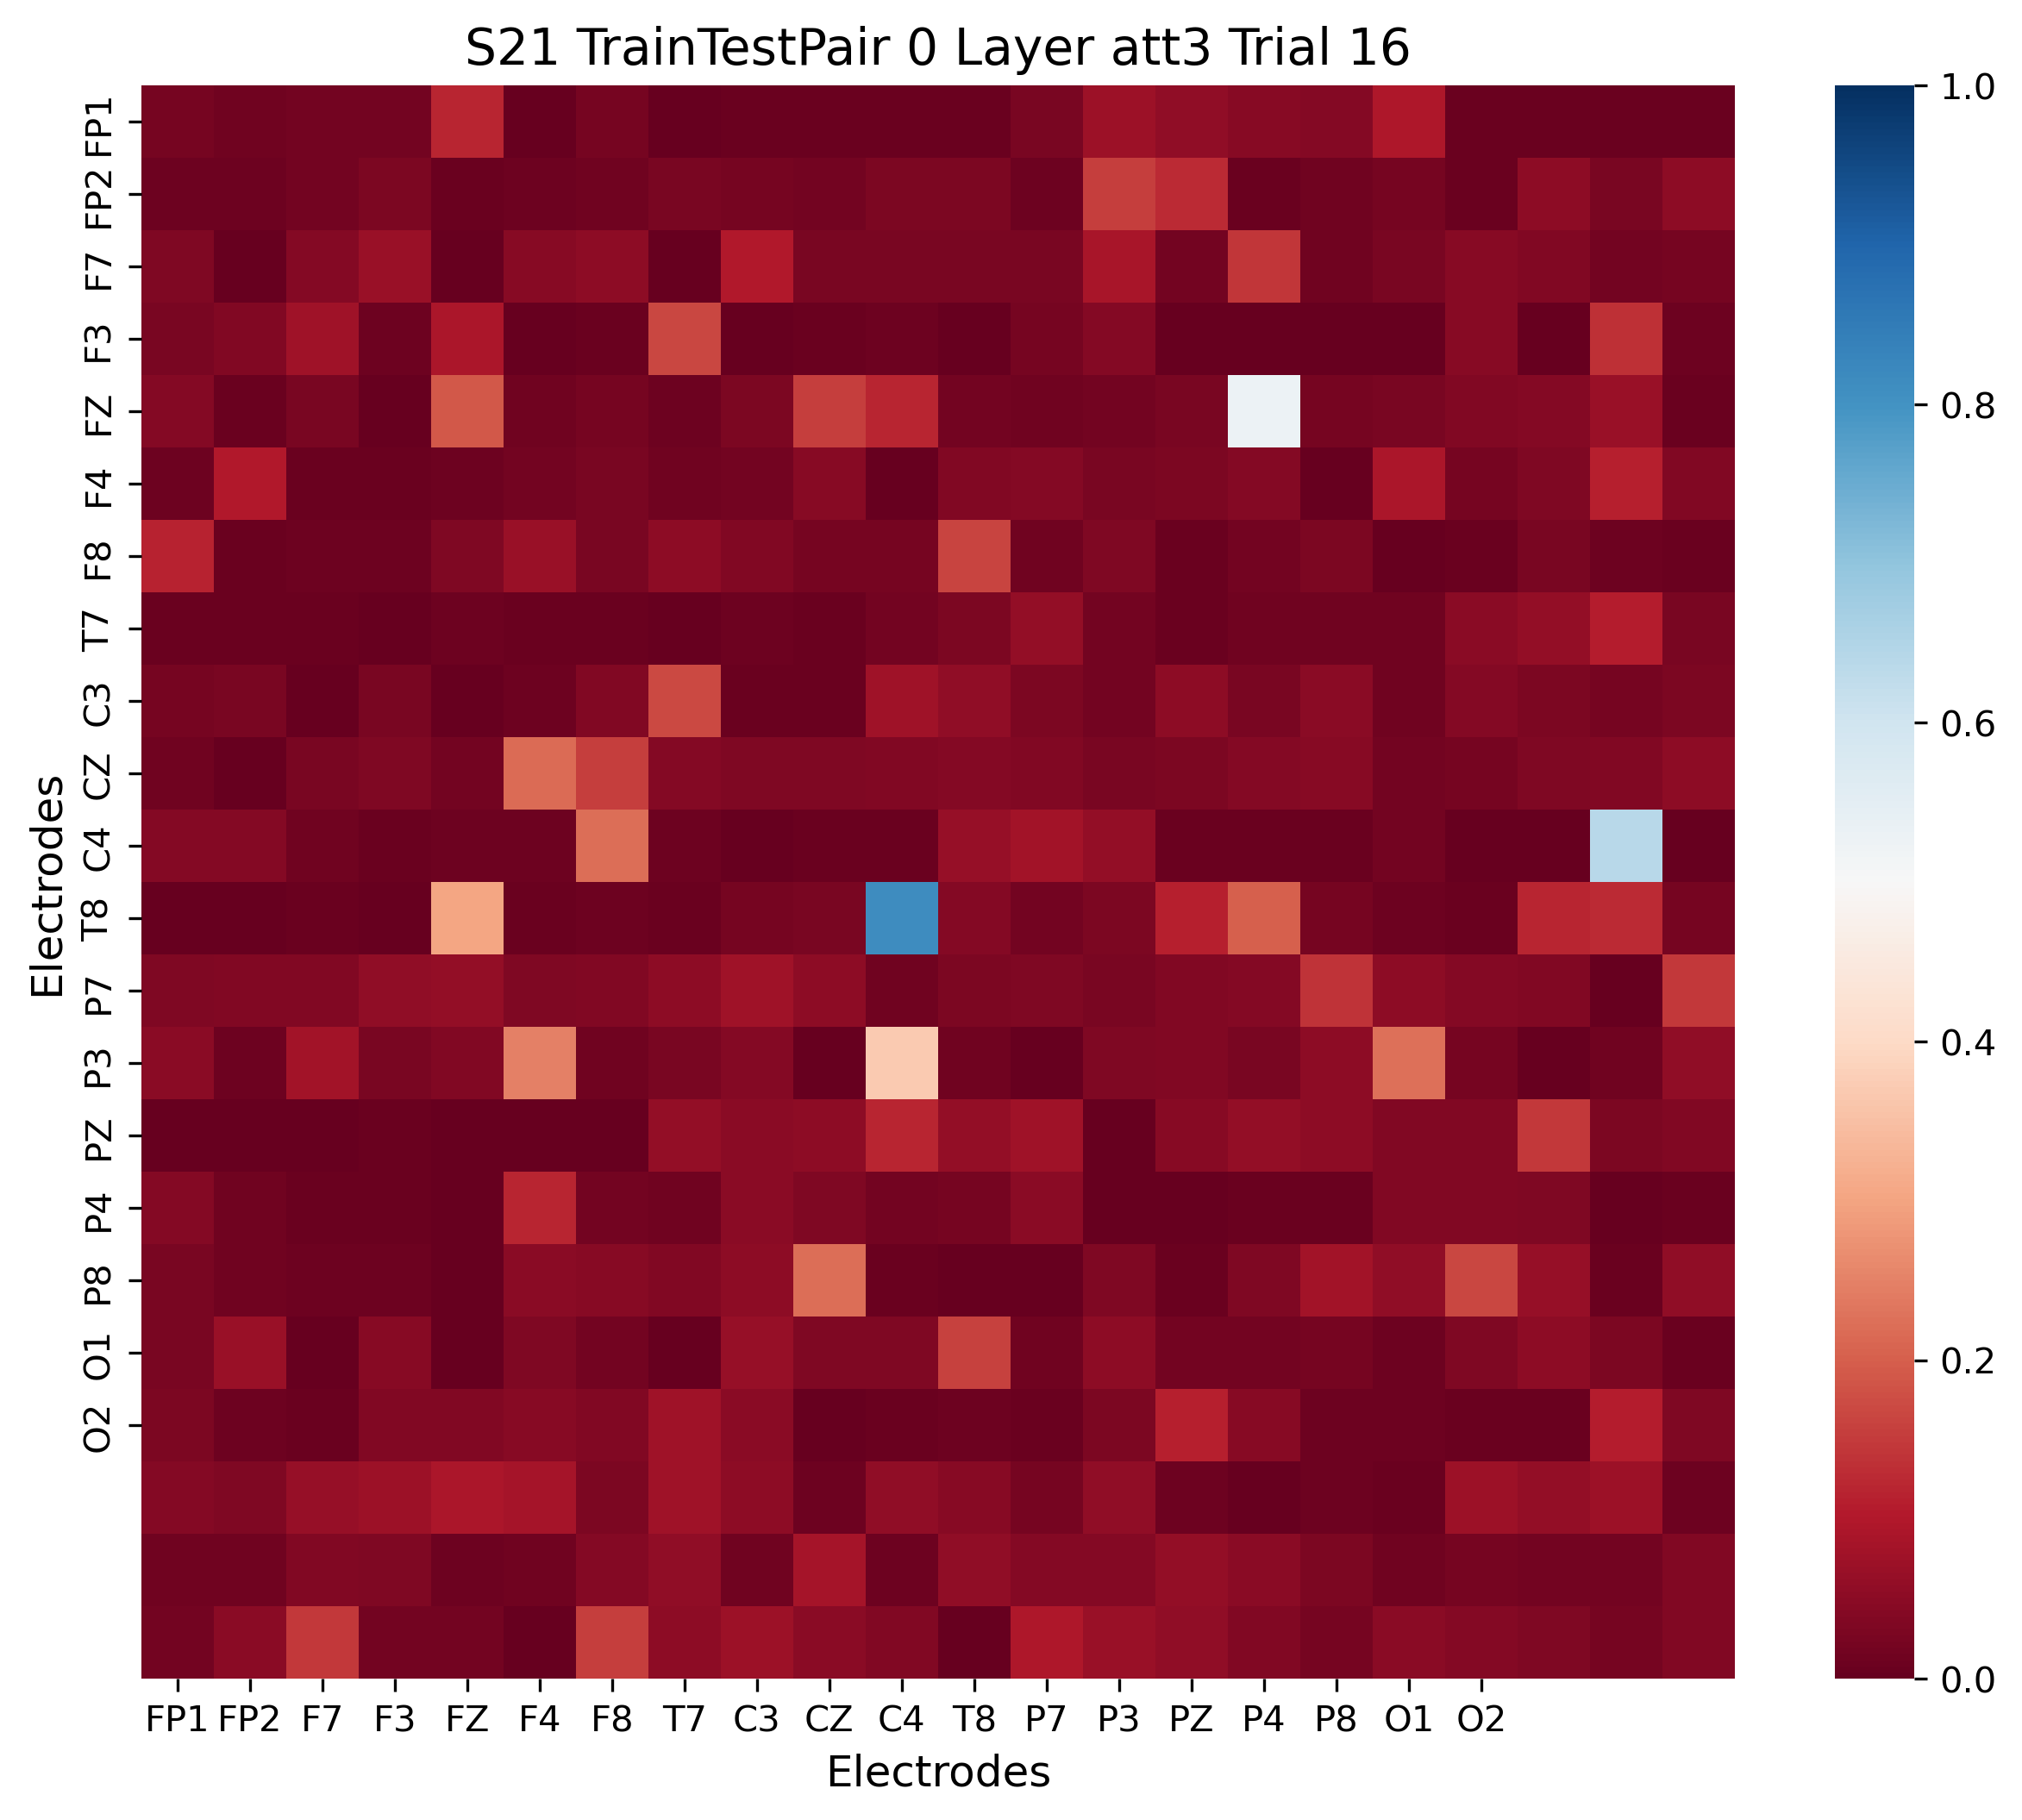 S21 TrainTestPair 0 Layer att3 Trial 16
Electrodes
FP1
FP2
F7
F3
FZ
F4
F8
T7
C3
CZ
C4
T8
P7
P3
PZ
P4
P8
O1
O2
FP1 FP2 F7 F3 FZ F4 F8 T7 C3 CZ C4 T8 P7 P3 PZ P4 P8 O1 O2
Electrodes
1.0
0.8
0.6
0.4
0.2
0.0